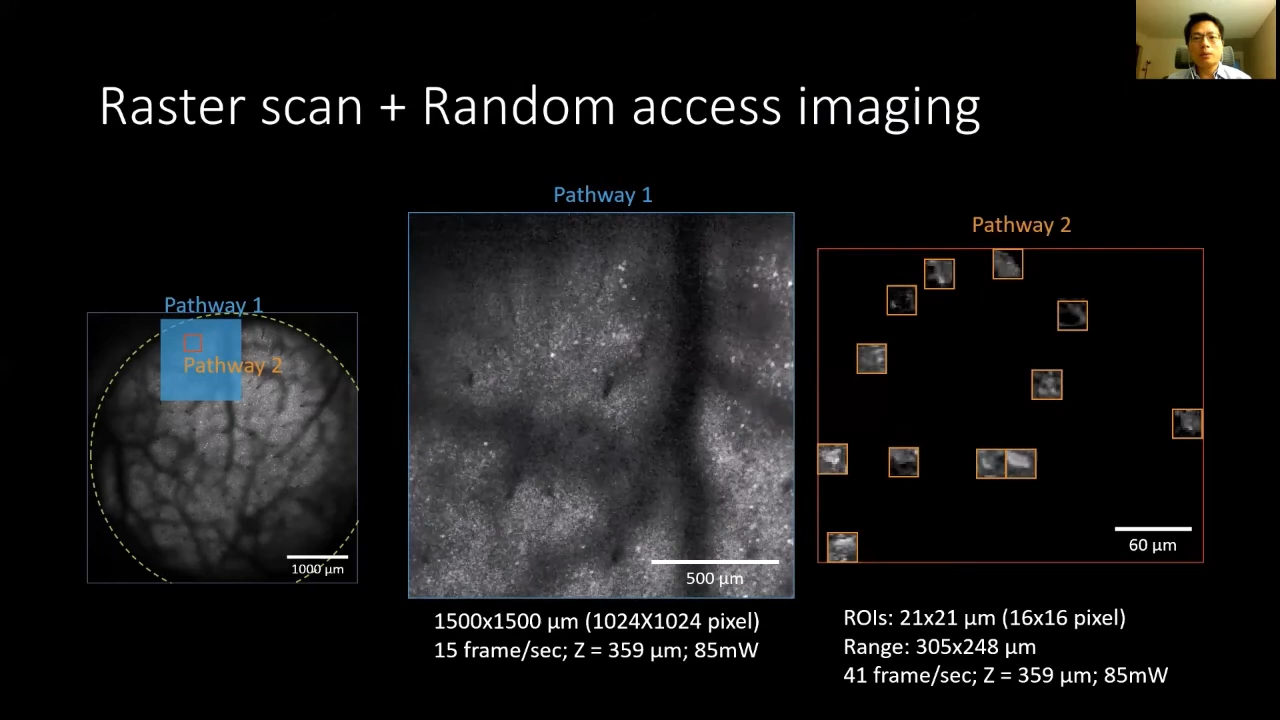 Raster scan + Random access imaging
Pathway 1
Pathway 2
1000 µm
Pathway 1
500 µm
1500x1500 µm (1024X1024 pixel)
15 frame/sec; Z = 359 µm; 85mW
Pathway 2
60 µm
ROIs: 21x21 µm (16x16 pixel)
Range: 305x248 µm
41 frame/sec; Z = 359 µm; 85mW